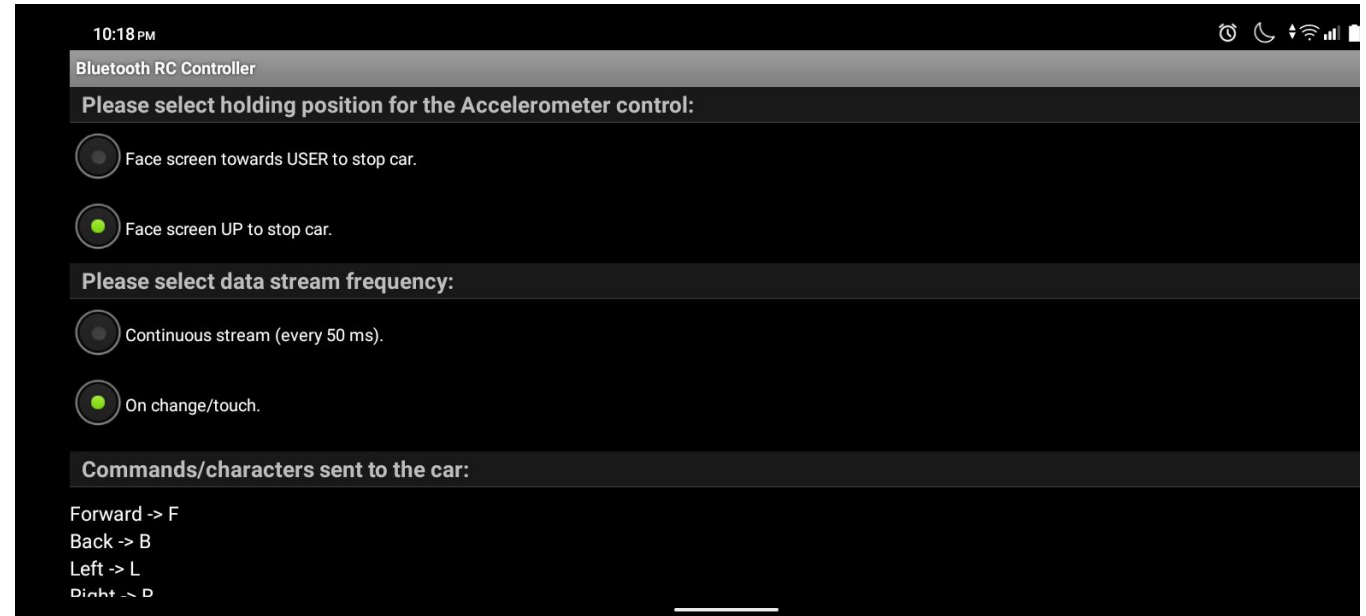 10:18 PM
Bluetooth RC Controller
Please select holding position for the Accelerometer control:
Face screen towards USER to stop car.
Face screen UP to stop car.
Please select data stream frequency:
Continuous stream (every 50 ms).
On change/touch.
Commands/characters sent to the car:
Forward -> F
Back -> B
Left -> L
Right -> R